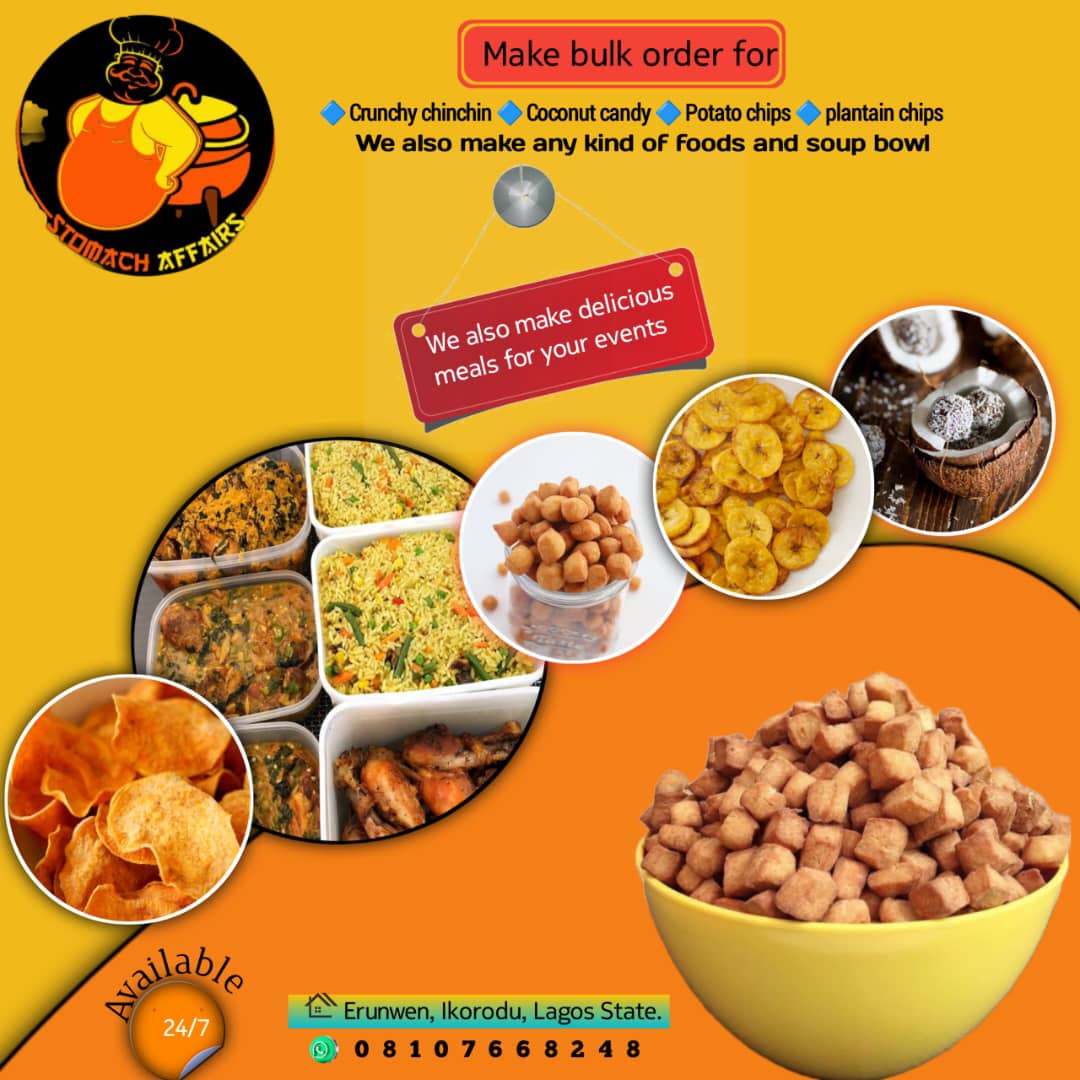 Make bulk order for
🔷 Crunchy chinchin 🔷 Coconut candy 🔷 Potato chips 🔷 plantain chips
We also make any kind of foods and soup bowl
STOMACH AFFAIRS
We also make delicious
meals for your events
Available
24/7
Erunwen, Ikorodu, Lagos State.
08107668248